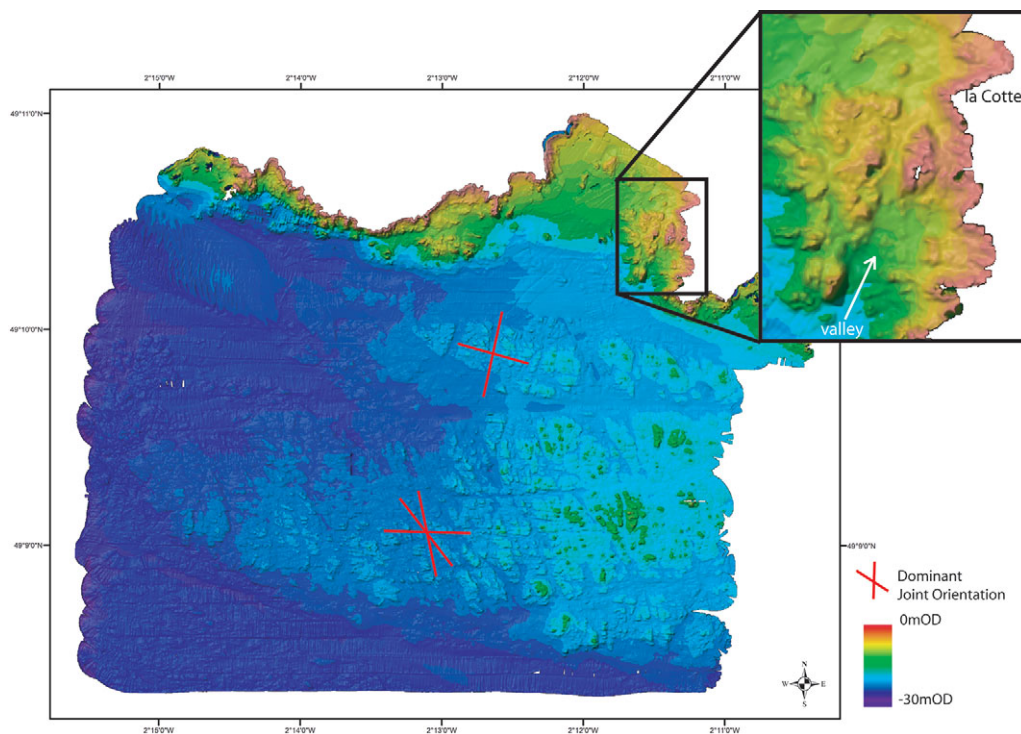 2°15'0"W 2°14'0"W 2°13'0"W 2°12'0"W 2°11'0"W
la Cotte
valley
49°11'0"N
49°10'0"N
49°9'0"N
49°9'0"N
Dominant
Joint Orientation
0mOD
-30mOD
N
W E
S
2°15'0"W 2°14'0"W 2°13'0"W 2°12'0"W 2°11'0"W